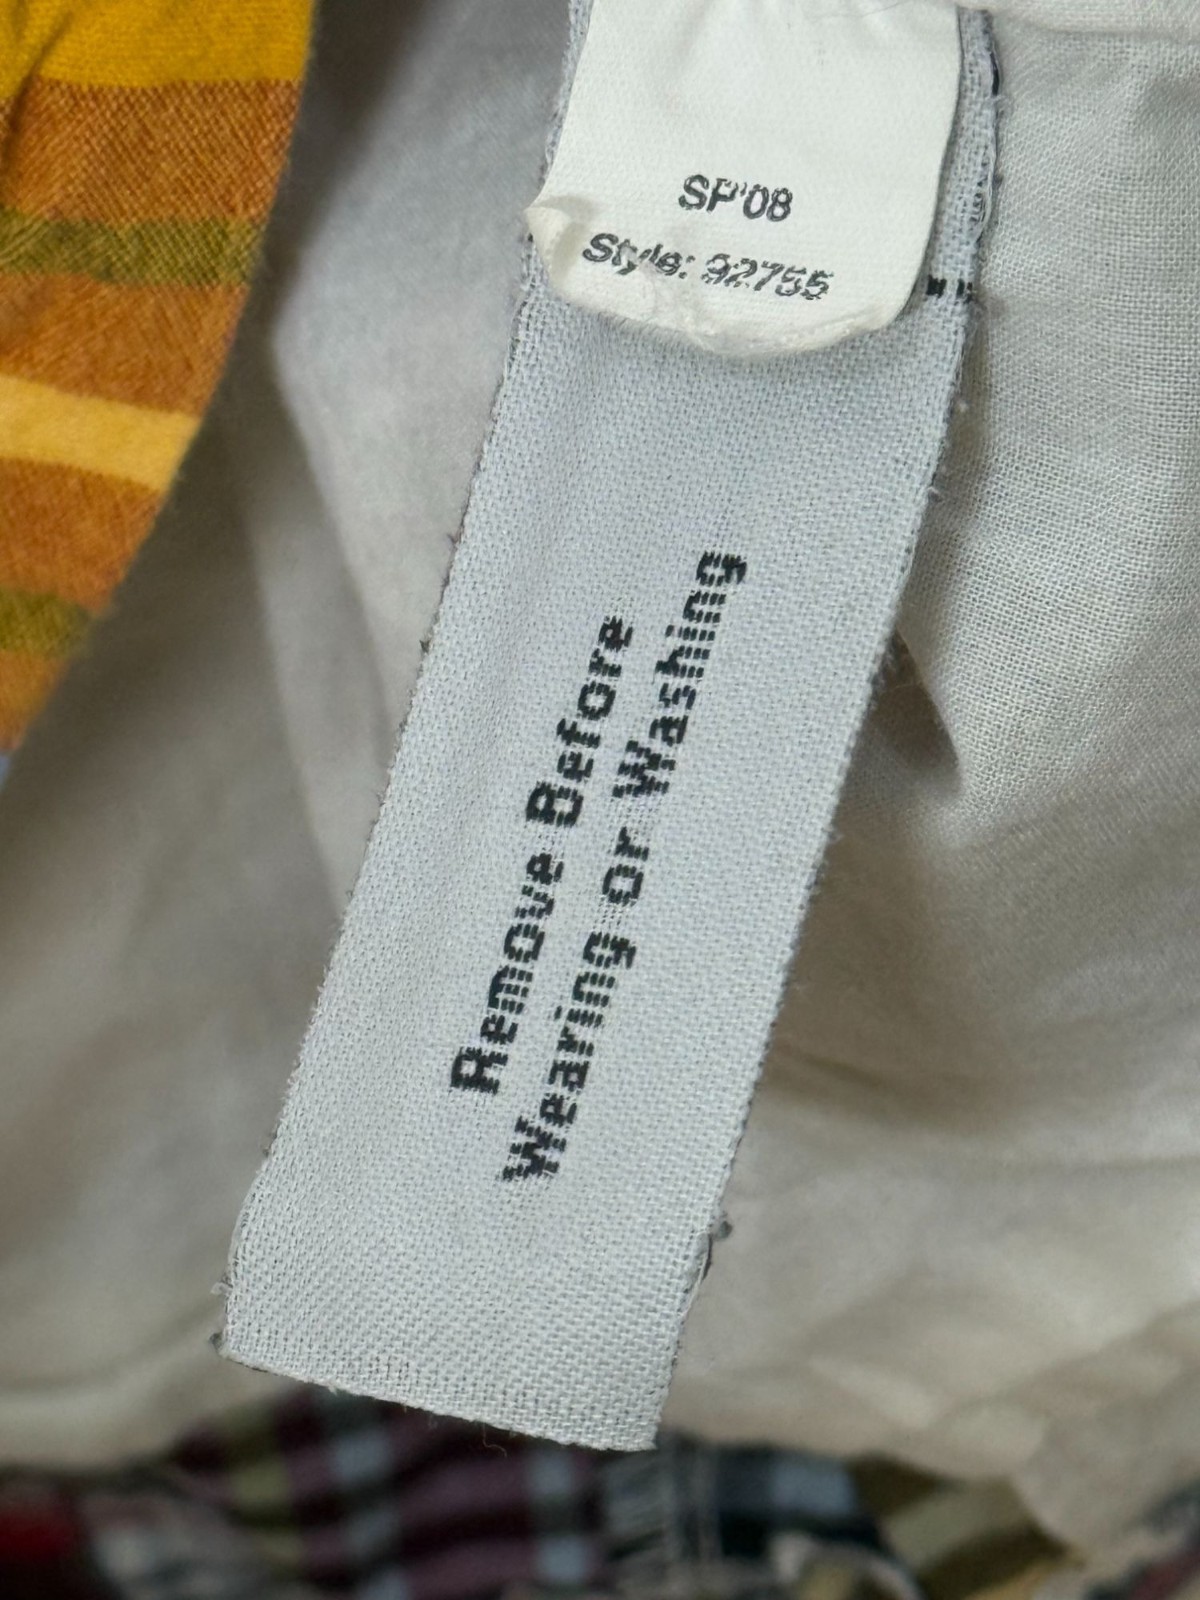 SP'08
Style: 92755
Remove Before
Wearing or Washing